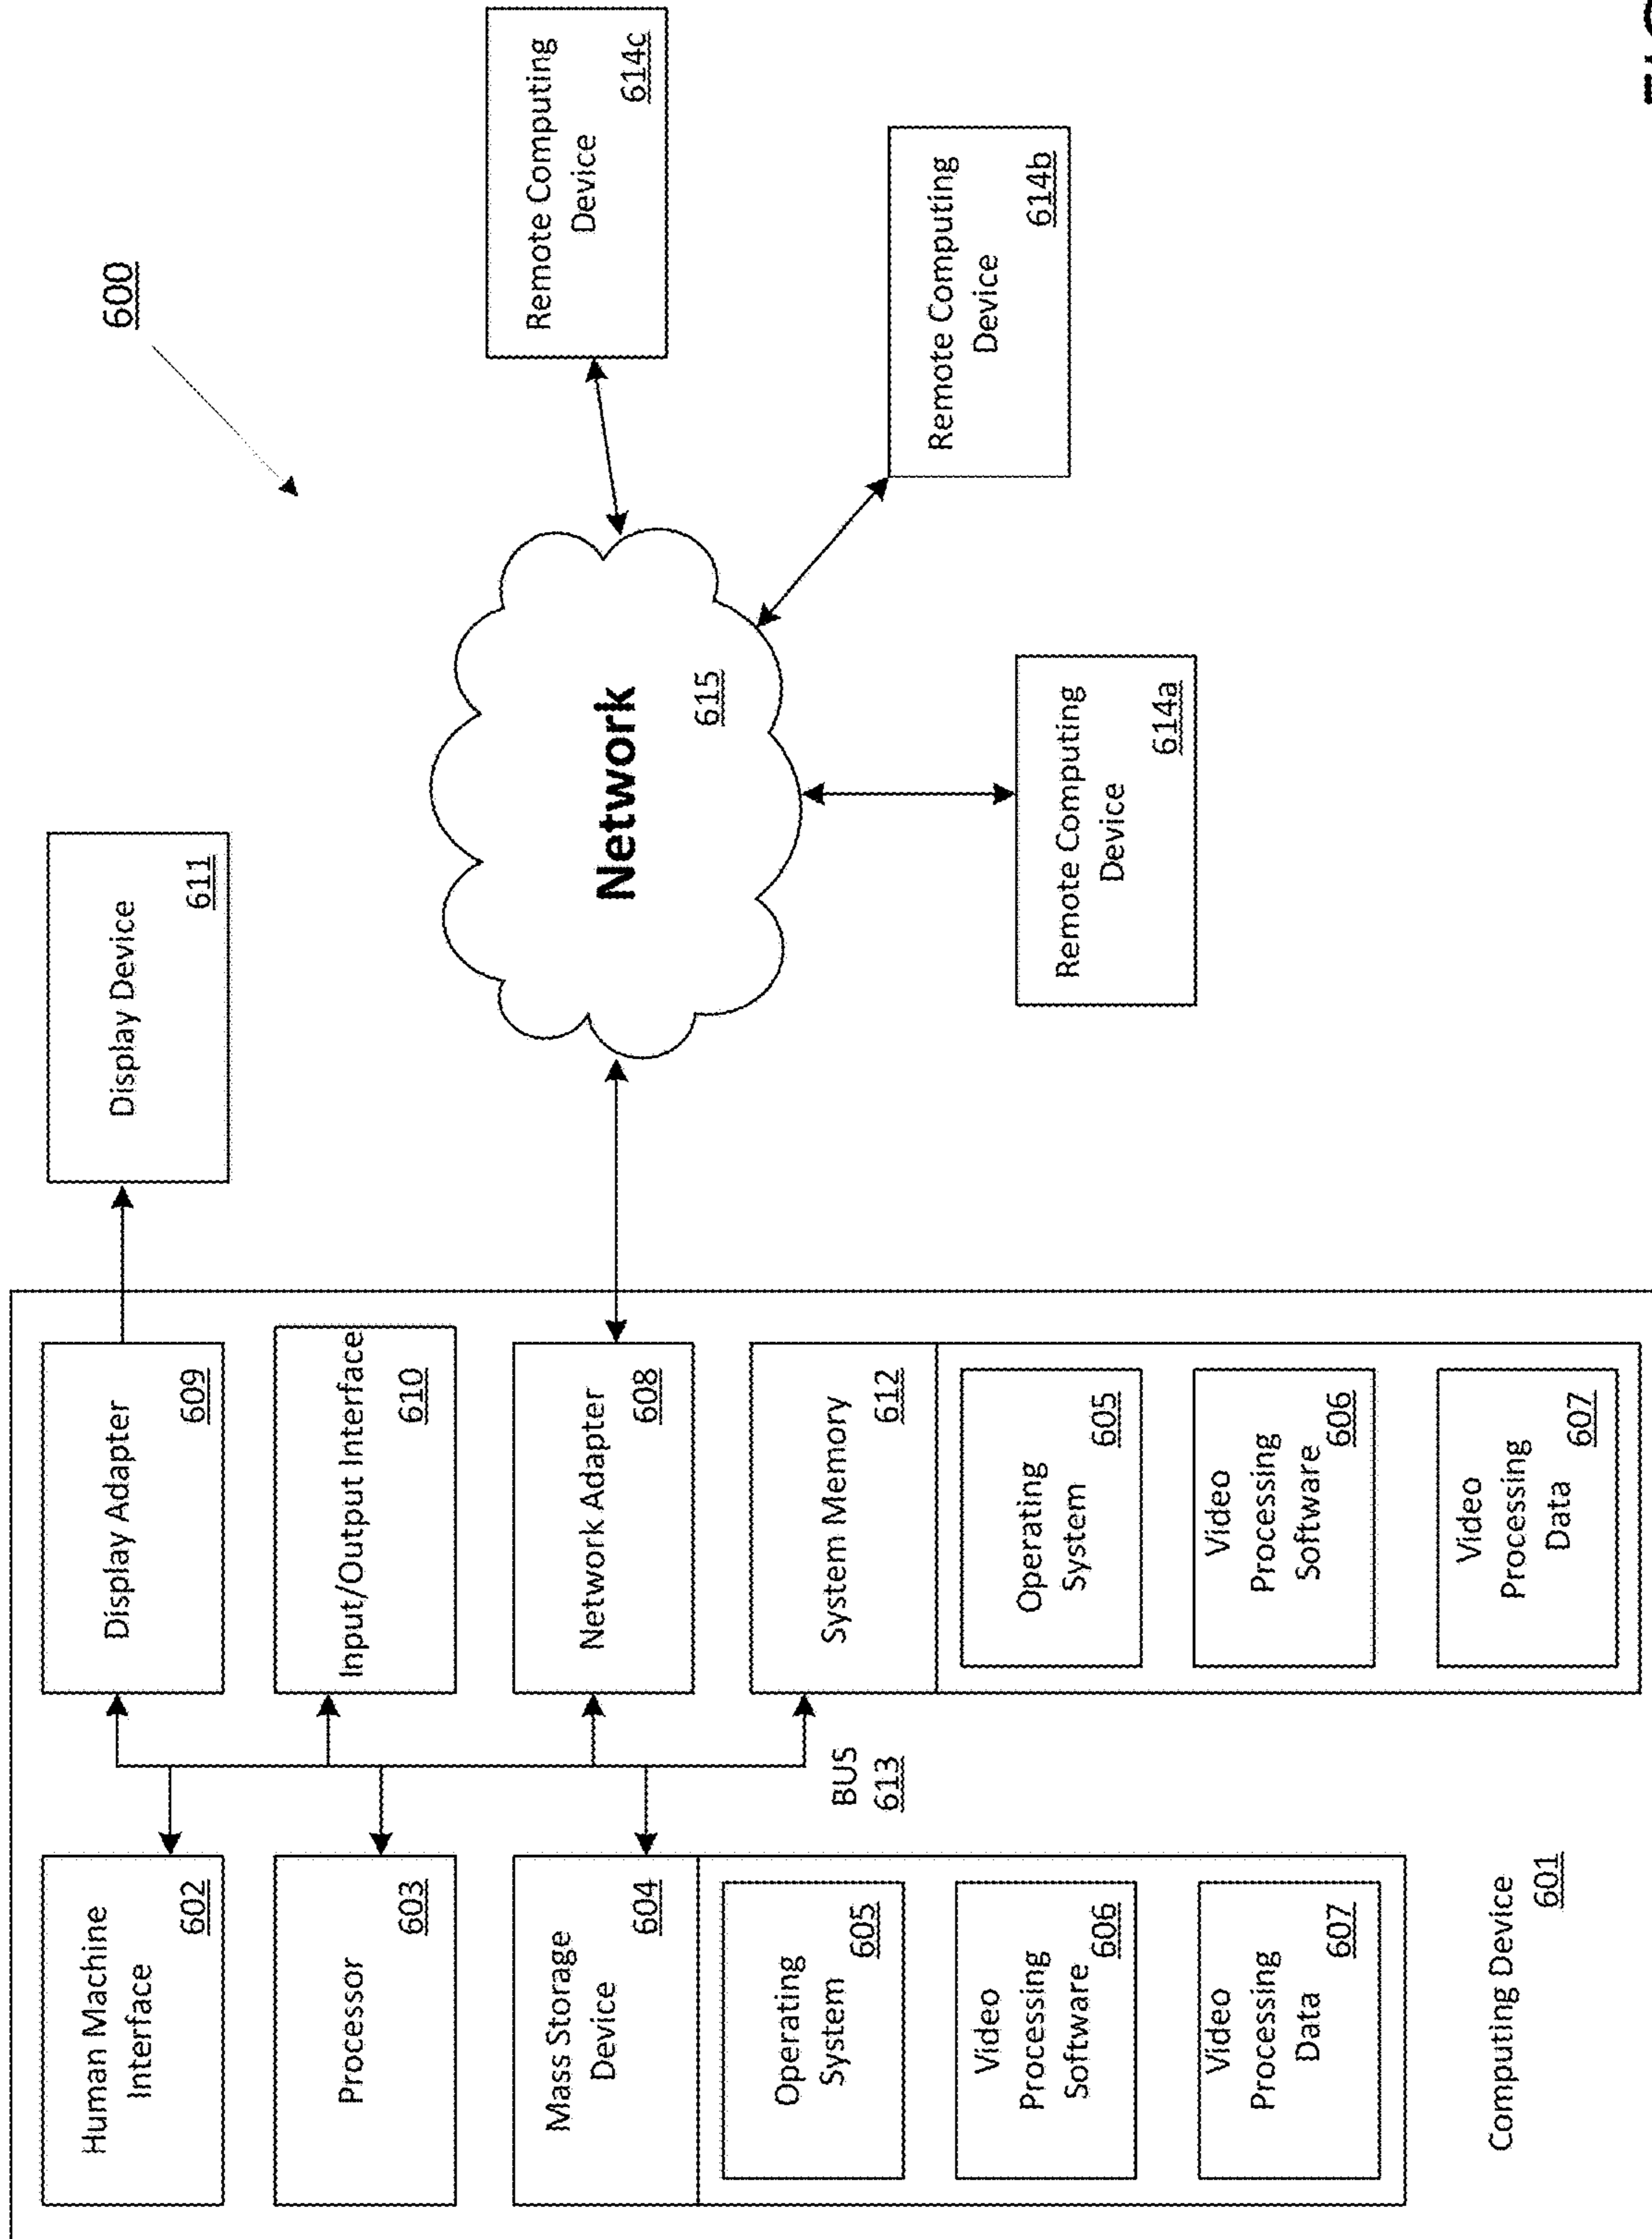 600
Human Machine
Interface
602
Processor
603
Mass Storage
Device
604
Operating
System
605
Video
Processing
Software
606
Video
Processing
Data
607
Computing Device
601
BUS
613
Display Adapter
609
Input/Output Interface
610
Network Adapter
608
System Memory
612
Operating
System
605
Video
Processing
Software
606
Video
Processing
Data
607
Display Device
611
Network
615
Remote Computing
Device
614a
Remote Computing
Device
614b
Remote Computing
Device
614c